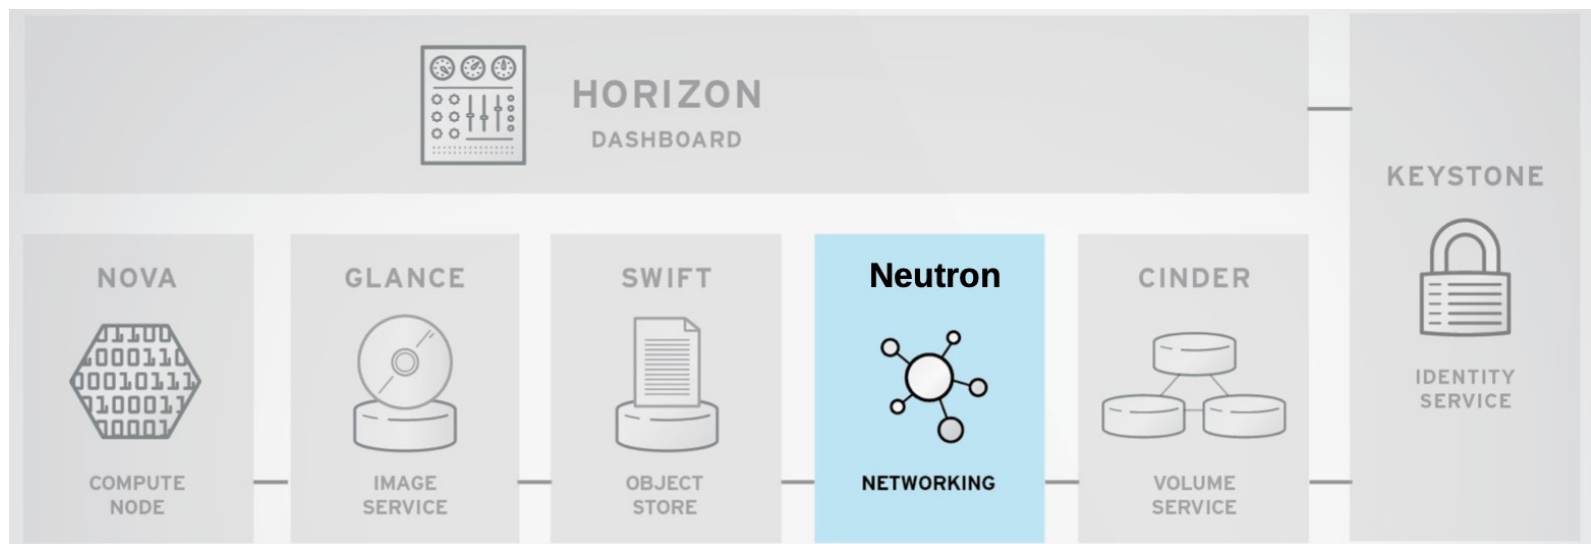 HORIZON
DASHBOARD
KEYSTONE
IDENTITY
SERVICE
NOVA
COMPUTE
NODE
GLANCE
IMAGE
SERVICE
SWIFT
OBJECT
STORE
Neutron
NETWORKING
CINDER
VOLUME
SERVICE